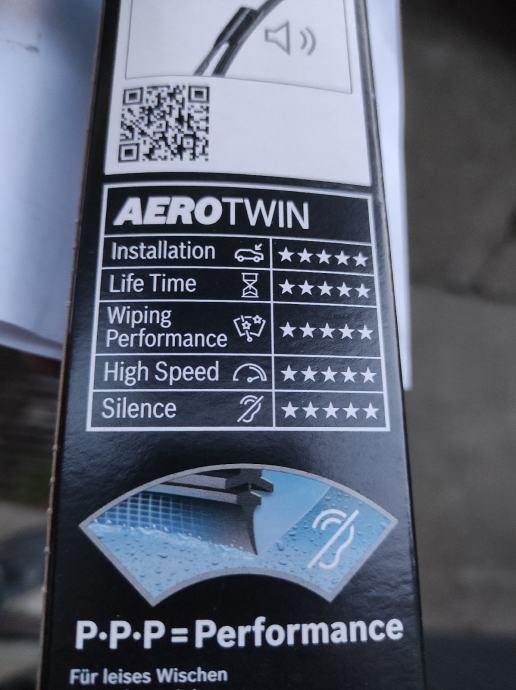 AEROTWIN
Installation ★★★★★
Life Time ★★★★★
Wiping
Performance ★★★★★
High Speed ★★★★★
Silence ★★★★★
P·P·P=Performance
Für leises Wischen